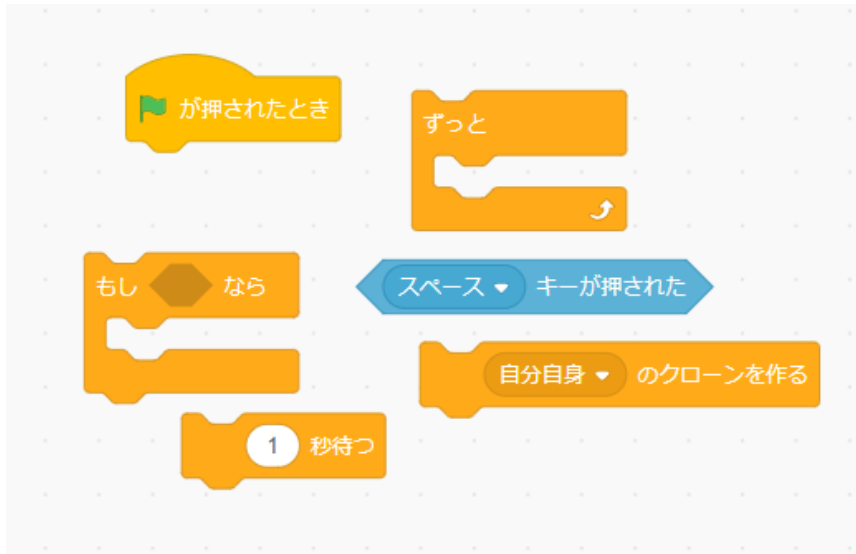 が押されたとき
ずっと
もし なら
スペース キーが押された
自分自身 のクローンを作る
1 秒待つ